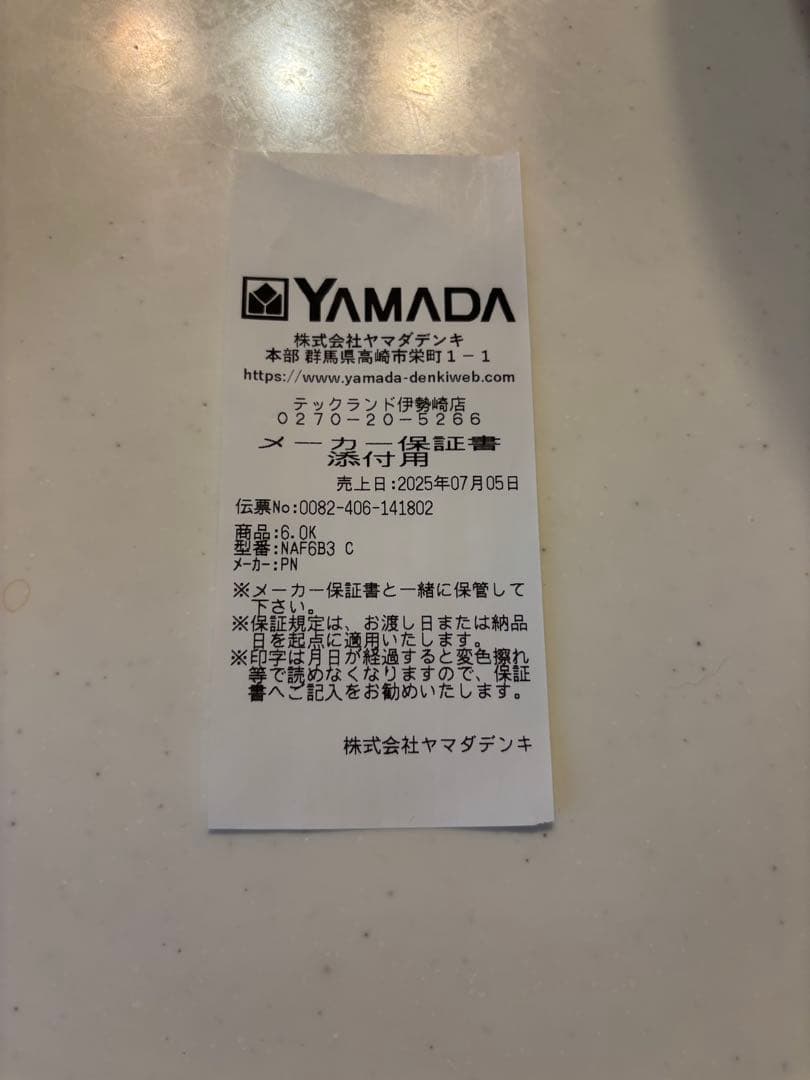 YAMADA
株式会社ヤマダデンキ
本部 群馬県高崎市栄町1-1
https://www.yamada-denkiweb.com
テックランド伊勢崎店
0270-20-5266
メーカー保証書
添付用
売上日:2025年07月05日
伝票No:0082-406-141802
商品:6.0K
型番:NAF6B3 C
メーカー:PN
※メーカー保証書と一緒に保管して
下さい。
※保証規定は、お渡し日または納品
日を起点に適用いたします。
※印字は月日が経過すると変色擦れ
等で読めなくなりますので、保証
書へご記入をお勧めいたします。
株式会社ヤマダデンキ